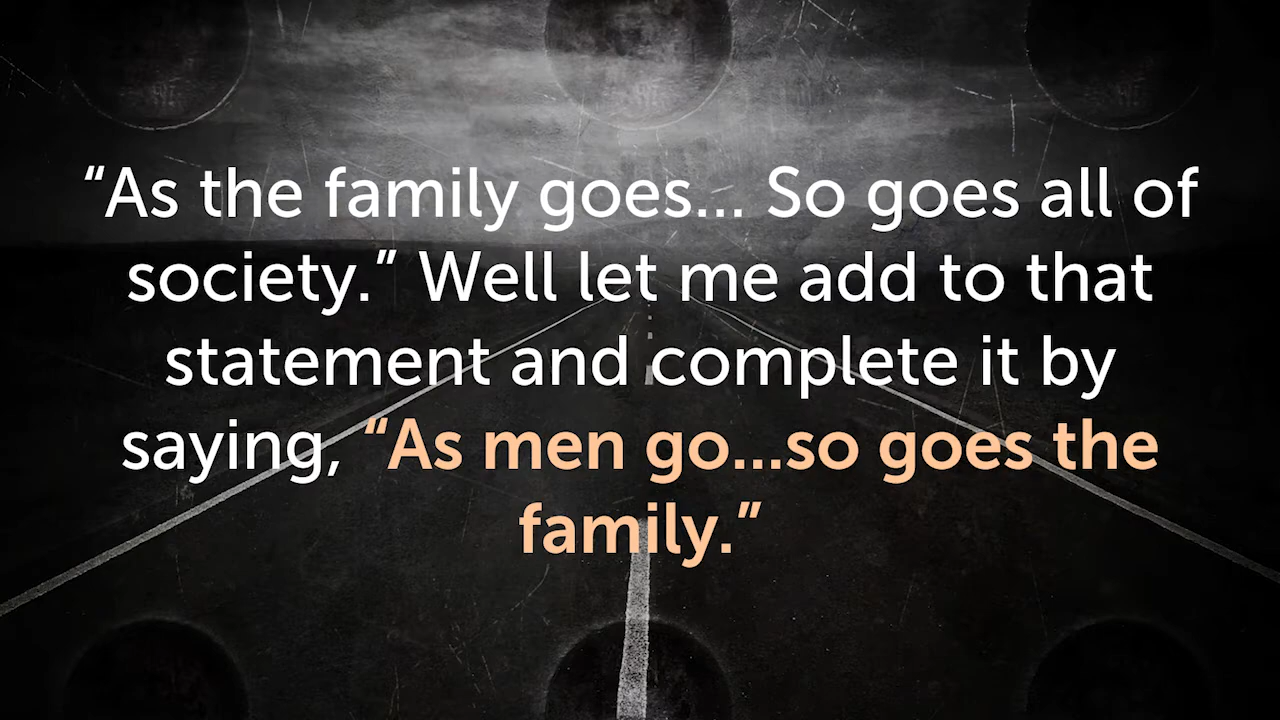 “As the family goes... So goes all of
society.” Well let me add to that
statement and complete it by
saying, “As men go...so goes the
family.”